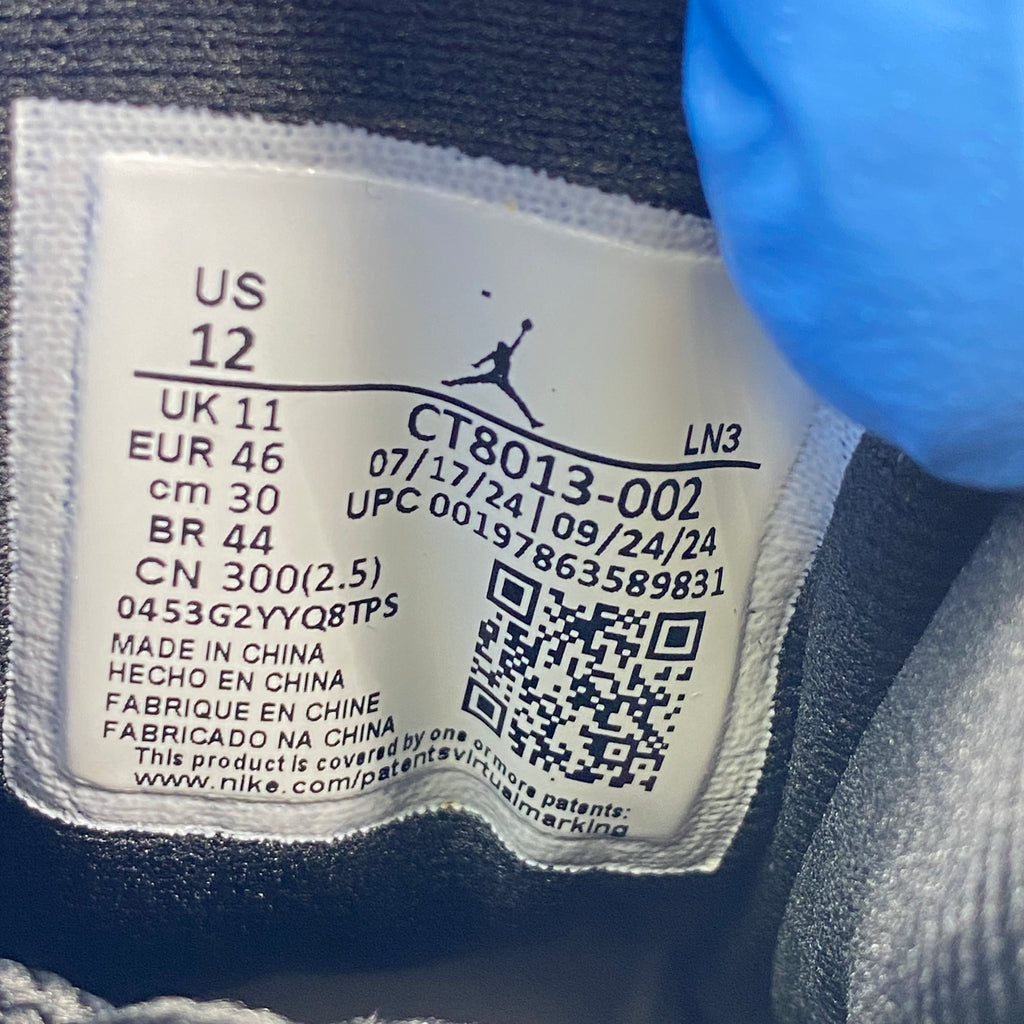 US
12
UK 11
EUR 46
cm 30
BR 44
CN 300(2.5)
0453G2YYQ8TPS
MADE IN CHINA
HECHO EN CHINA
FABRIQUE EN CHINE
FABRICADO NA CHINA
LN3
CT8013-002
07/17/24 | 09/24/24
UPC 00197863589831
This product is covered by one or more patents:
www.nike.com/patentsvirtualmarking